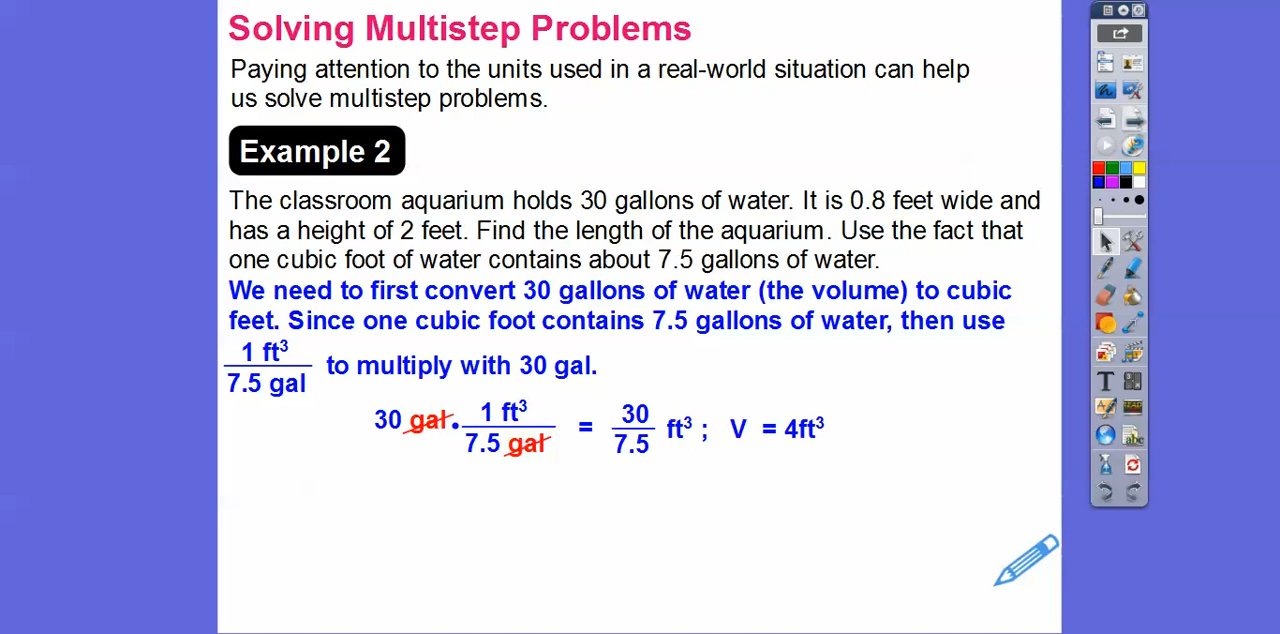 Solving Multistep Problems
Paying attention to the units used in a real-world situation can help
us solve multistep problems.
Example 2
The classroom aquarium holds 30 gallons of water. It is 0.8 feet wide and
has a height of 2 feet. Find the length of the aquarium. Use the fact that
one cubic foot of water contains about 7.5 gallons of water.
We need to first convert 30 gallons of water (the volume) to cubic
feet. Since one cubic foot contains 7.5 gallons of water, then use
1 ft³
7.5 gal
to multiply with 30 gal.
30 gal · 1 ft³ / 7.5 gal = 30 / 7.5 ft³ ; V = 4ft³
T
abc